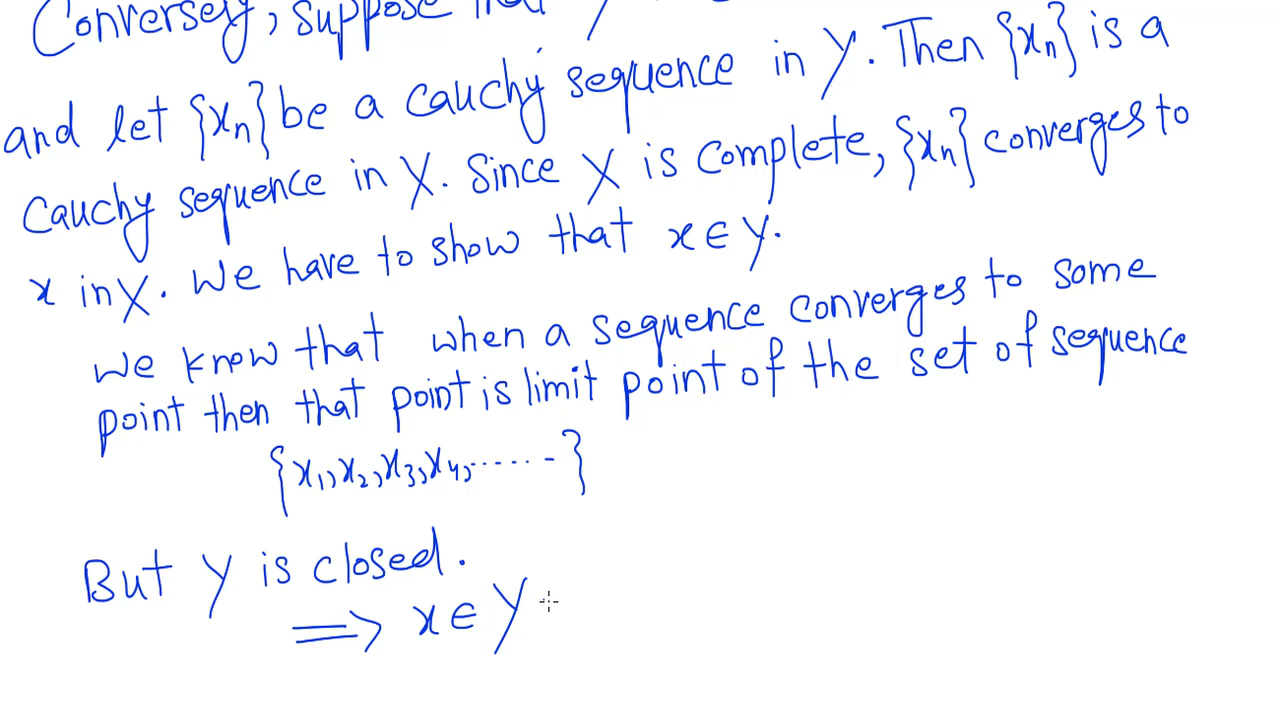 Conversely, suppose that Y
and let {xₙ} be a cauchy sequence in Y. Then {xₙ} is a
cauchy sequence in X. Since X is complete, {xₙ} converges to
x in X. We have to show that x ∈ Y.
We know that when a sequence converges to some
point then that point is limit point of the set of sequence
{x₁,x₂,x₃,x₄,......-}
But Y is closed.
⟹ x ∈ Y